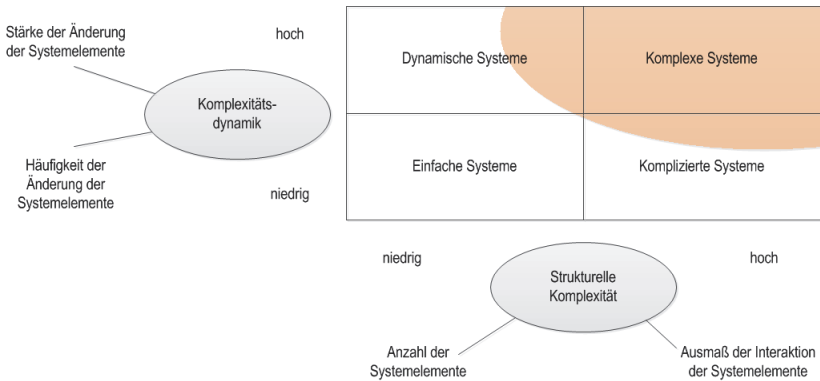 Stärke der Änderung
der Systemelemente
hoch
Komplexitäts-
dynamik
Häufigkeit der
Änderung der
Systemelemente
niedrig
Dynamische Systeme
Komplexe Systeme
Einfache Systeme
Komplizierte Systeme
niedrig
hoch
Strukturelle
Komplexität
Anzahl der
Systemelemente
Ausmaß der Interaktion
der Systemelemente